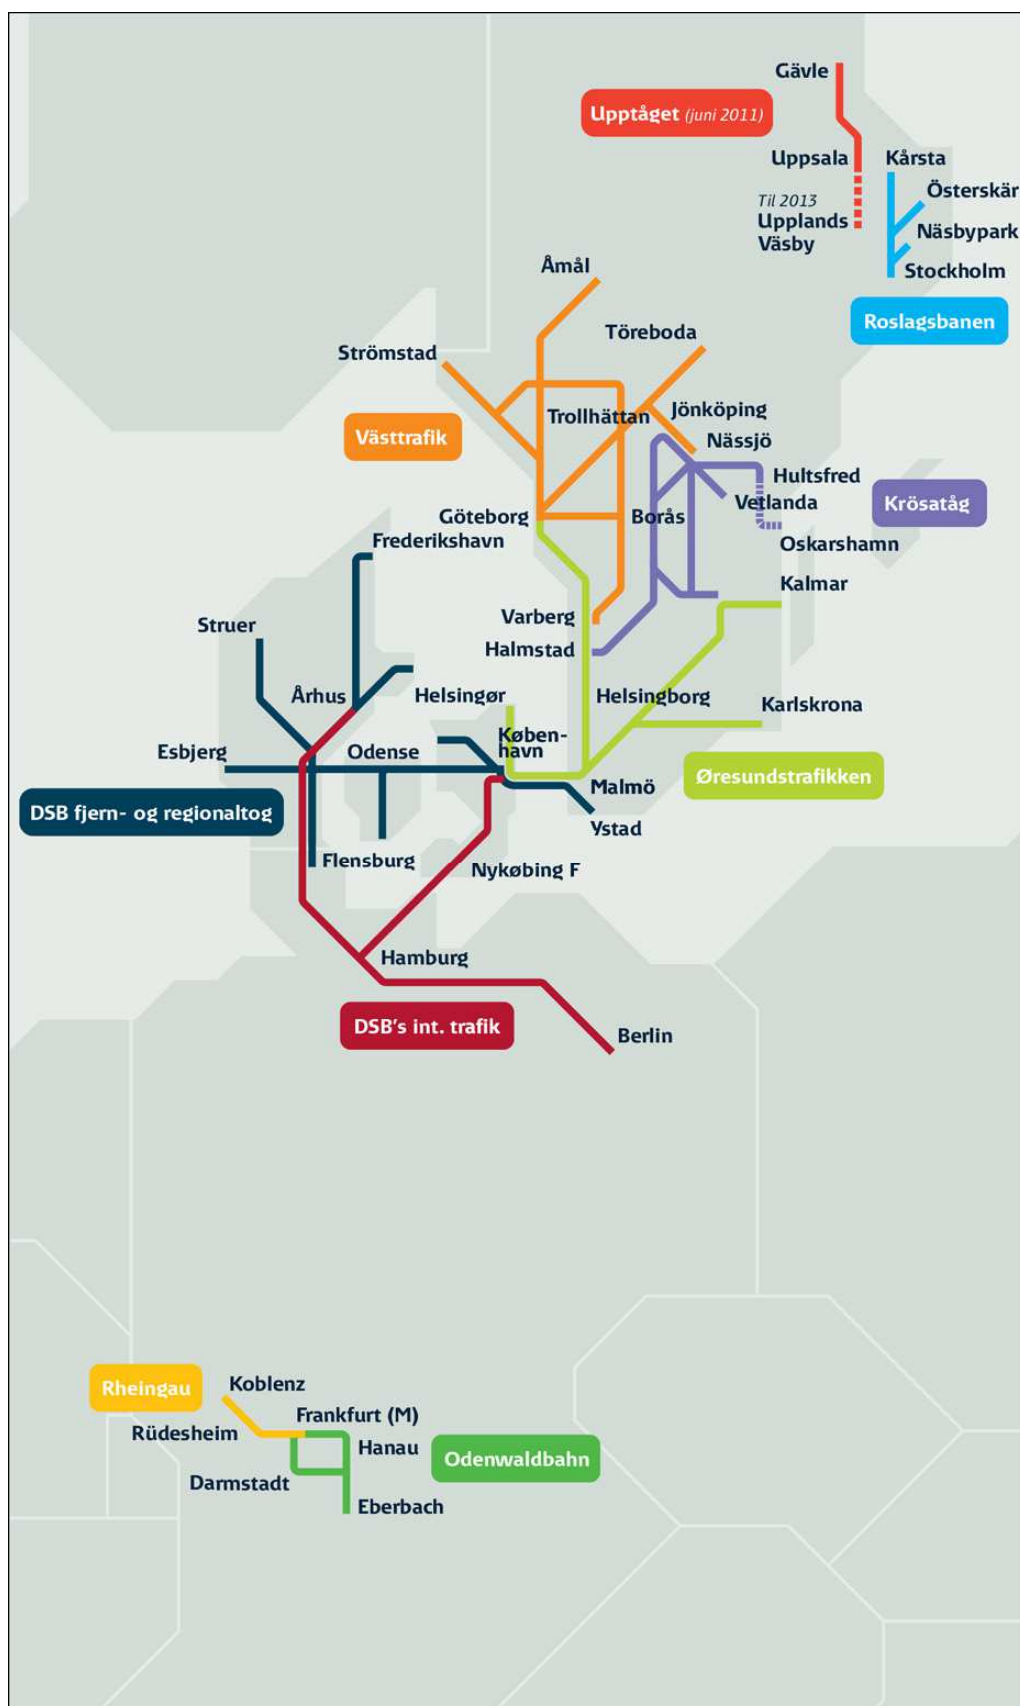 Gävle
Upptåget (juni 2011)
Uppsala
Kårsta
Österskär
Til 2013
Upplands
Väsby
Näsbypark
Stockholm
Åmål
Roslagsbanen
Töreboda
Strömstad
Jönköping
Trollhättan
Västtrafik
Nässjö
Hultsfred
Vetlanda
Krösatåg
Göteborg
Borås
Frederikshavn
Oskarshamn
Kalmar
Varberg
Struer
Halmstad
Århus
Helsingør
Helsingborg
Karlskrona
Køben-
havn
Esbjerg
Odense
Øresundstrafikken
Malmö
DSB fjern- og regionaltog
Ystad
Flensburg
Nykøbing F
Hamburg
DSB's int. trafik
Berlin
Rheingau
Koblenz
Frankfurt (M)
Rüdesheim
Hanau
Odenwaldbahn
Darmstadt
Eberbach